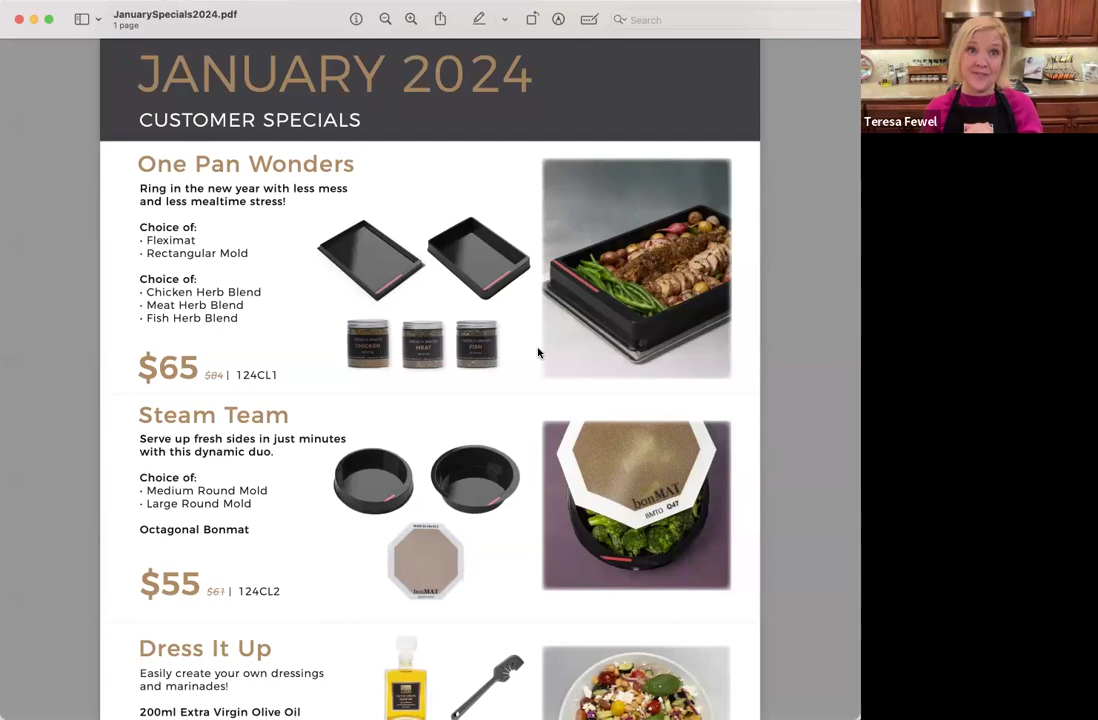 JanuarySpecials2024.pdf
1 page
Search
Teresa Fewel
JANUARY 2024
CUSTOMER SPECIALS
One Pan Wonders
Ring in the new year with less mess
and less mealtime stress!
Choice of:
• Fleximat
• Rectangular Mold
Choice of:
• Chicken Herb Blend
• Meat Herb Blend
• Fish Herb Blend
CHICKEN
MEAT
FISH
$65 $84 | 124CL1
Steam Team
Serve up fresh sides in just minutes
with this dynamic duo.
Choice of:
• Medium Round Mold
• Large Round Mold
Octagonal Bonmat
bonMAT
bonMAT
BMTO 047
$55 $61 | 124CL2
Dress It Up
Easily create your own dressings
and marinades!
200ml Extra Virgin Olive Oil